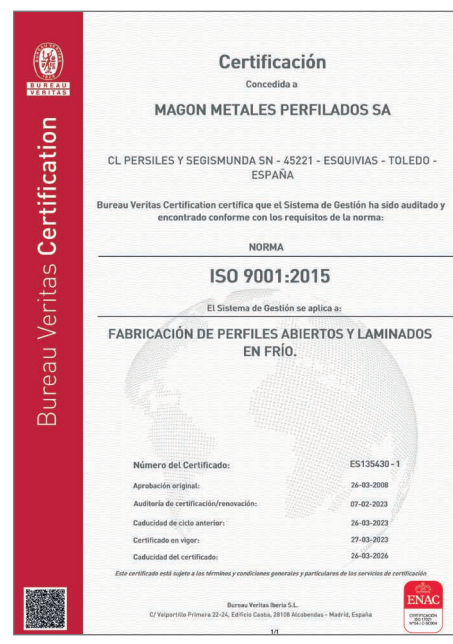 BUREAU VERITAS
BUREAU
VERITAS
Bureau Veritas Certification
Certificación
Concedida a
MAGON METALES PERFILADOS SA
CL PERSILES Y SEGISMUNDA SN - 45221 - ESQUIVIAS - TOLEDO -
ESPAÑA
Bureau Veritas Certification certifica que el Sistema de Gestión ha sido auditado y
encontrado conforme con los requisitos de la norma:
NORMA
ISO 9001:2015
El Sistema de Gestión se aplica a:
FABRICACIÓN DE PERFILES ABIERTOS Y LAMINADOS
EN FRÍO.
Número del Certificado: ES135430 - 1
Aprobación original: 26-03-2008
Auditoría de certificación/renovación: 07-02-2023
Caducidad de ciclo anterior: 26-03-2023
Certificado en vigor: 27-03-2023
Caducidad del certificado: 26-03-2026
Este certificado está sujeto a los términos y condiciones generales y particulares de los servicios de certificación
Bureau Veritas Iberia S.L.
C/ Valportillo Primera 22-24, Edificio Caoba, 28108 Alcobendas - Madrid, España
1/1
ENAC
CERTIFICACIÓN